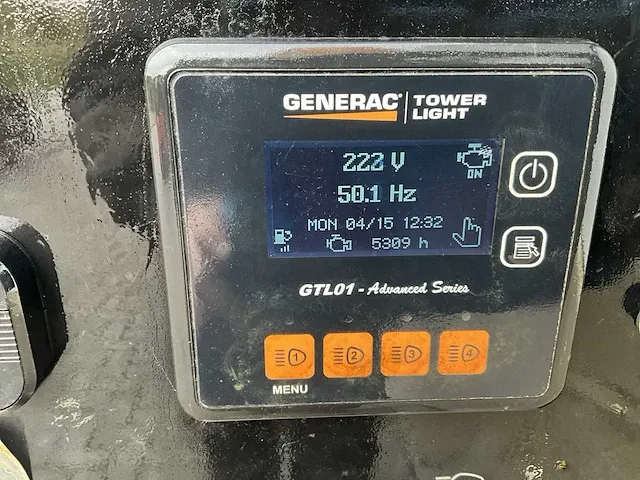 GENERAC® TOWER LIGHT
223 V
ON
50.1 Hz
MON 04/15 12:32
5309 h
GTL01 - Advanced Series
1 2 3 4
MENU